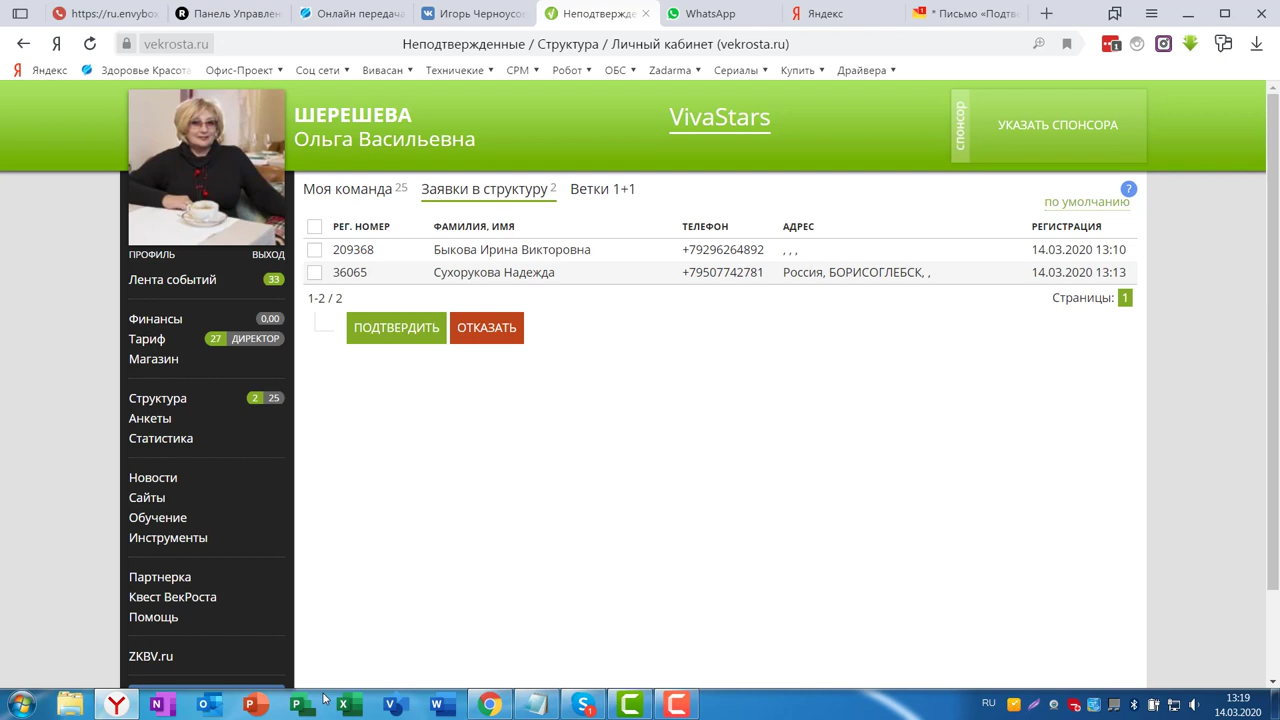 https://ru.envybox
Панель Управлен
Онлайн передача
Игорь Черноусо
Неподтвержде
WhatsApp
Яндекс
* Письмо «Подтв
vekrosta.ru
Неподтвержденные / Структура / Личный кабинет (vekrosta.ru)
1
Яндекс
Здоровье Красота
Офис-Проект
Соц сети
Вивасан
Техничекие
СРМ
Робот
ОБС
Zadarma
Сериалы
Купить
Драйвера
ШЕРЕШЕВА
Ольга Васильевна
VivaStars
спонсор
УКАЗАТЬ СПОНСОРА
ПРОФИЛЬ ВЫХОД
Лента событий 33
Финансы 0,00
Тариф 27 ДИРЕКТОР
Магазин
Структура 2 25
Анкеты
Статистика
Новости
Сайты
Обучение
Инструменты
Партнерка
Квест ВекРоста
Помощь
ZKBV.ru
Моя команда 25 Заявки в структуру 2 Ветки 1+1
?
по умолчанию
РЕГ. НОМЕР ФАМИЛИЯ, ИМЯ ТЕЛЕФОН АДРЕС РЕГИСТРАЦИЯ
209368 Быкова Ирина Викторовна +79296264892 , , , 14.03.2020 13:10
36065 Сухорукова Надежда +79507742781 Россия, БОРИСОГЛЕБСК, , 14.03.2020 13:13
1-2 / 2 Страницы: 1
ПОДТВЕРДИТЬ ОТКАЗАТЬ
RU
13:19
14.03.2020